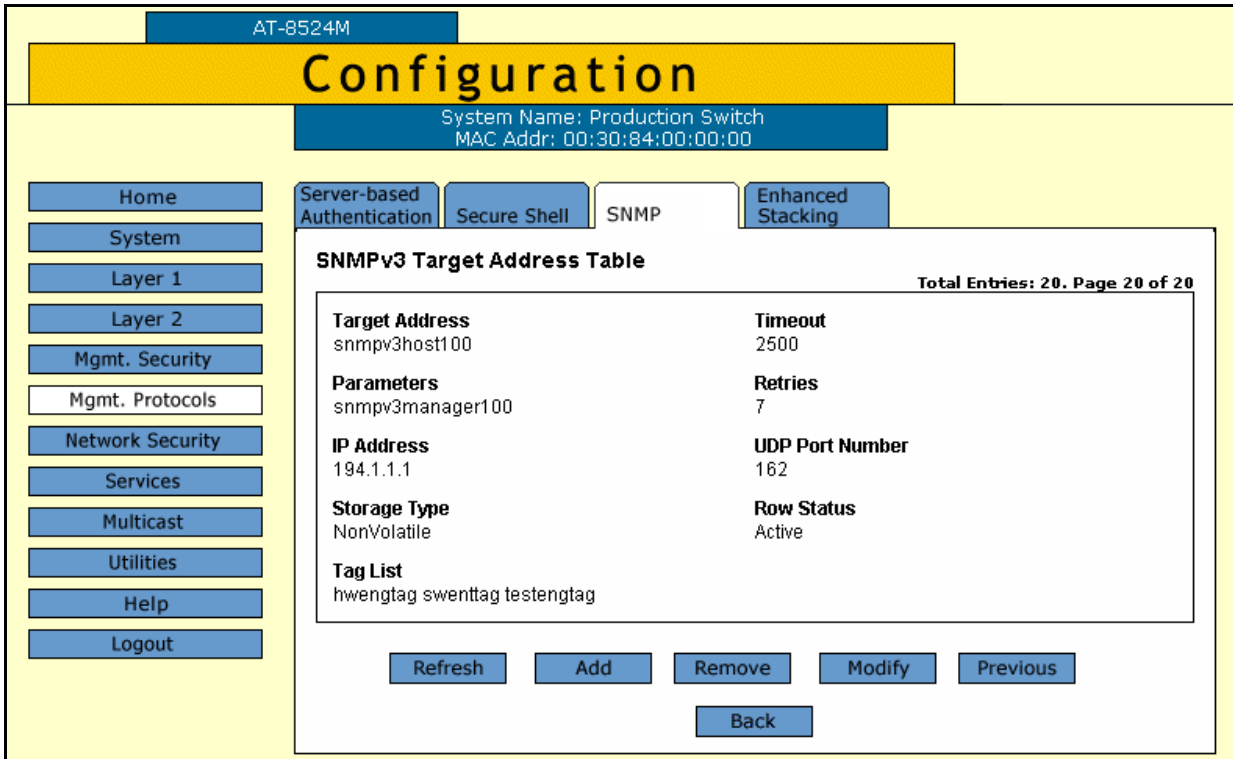 AT-8524M
Configuration
System Name: Production Switch
MAC Addr: 00:30:84:00:00:00
Home
System
Layer 1
Layer 2
Mgmt. Security
Mgmt. Protocols
Network Security
Services
Multicast
Utilities
Help
Logout
Server-based
Authentication
Secure Shell
SNMP
Enhanced
Stacking
SNMPv3 Target Address Table
Total Entries: 20. Page 20 of 20
Target Address
snmpv3host100
Timeout
2500
Parameters
snmpv3manager100
Retries
7
IP Address
194.1.1.1
UDP Port Number
162
Storage Type
NonVolatile
Row Status
Active
Tag List
hwengtag swenttag testengtag
Refresh
Add
Remove
Modify
Previous
Back